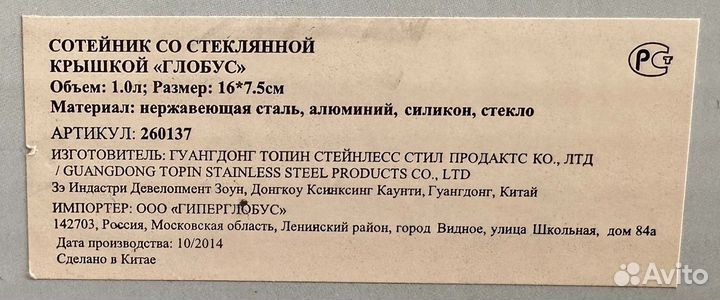 СОТЕЙНИК СО СТЕКЛЯННОЙ
КРЫШКОЙ «ГЛОБУС»
Объем: 1.0л; Размер: 16*7.5см
Материал: нержавеющая сталь, алюминий, силикон, стекло
АРТИКУЛ: 260137
ИЗГОТОВИТЕЛЬ: ГУАНГДОНГ ТОПИН СТЕЙНЛЕСС СТИЛ ПРОДАКТС КО., ЛТД
/ GUANGDONG TOPIN STAINLESS STEEL PRODUCTS CO., LTD
Зэ Индастри Девелопмент Зоун, Донгкоу Ксинксинг Каунти, Гуангдонг, Китай
ИМПОРТЕР: ООО «ГИПЕРГЛОБУС»
142703, Россия, Московская область, Ленинский район, город Видное, улица Школьная, дом 84а
Дата производства: 10/2014
Сделано в Китае
РСТ
Avito